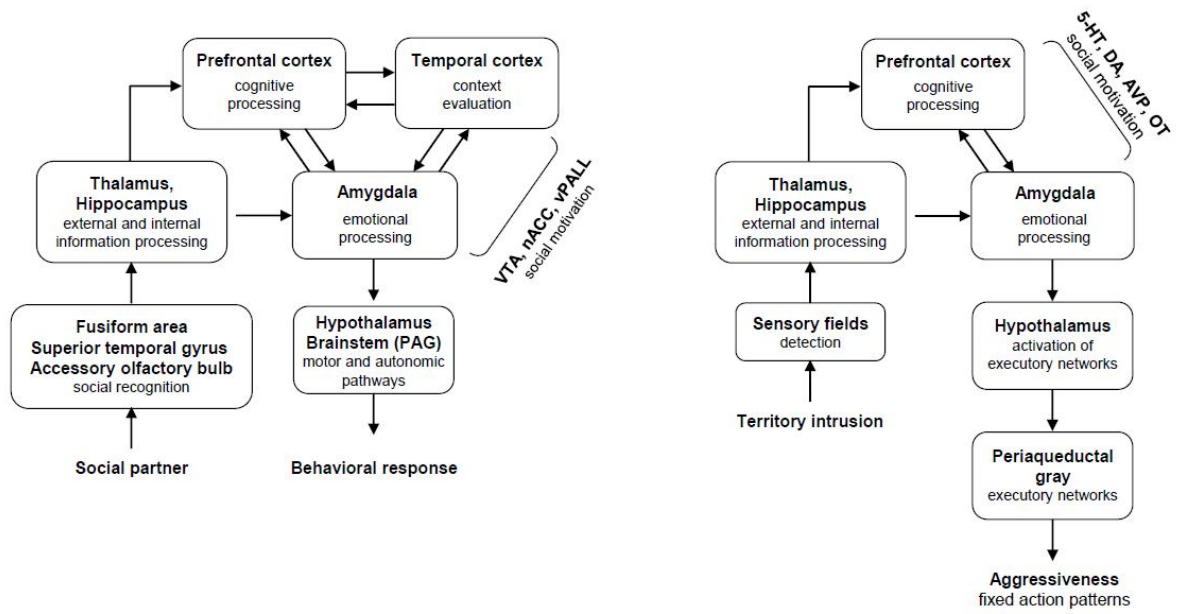 Prefrontal cortex
cognitive
processing
Temporal cortex
context
evaluation
Thalamus,
Hippocampus
external and internal
information processing
Amygdala
emotional
processing
VTA, nACC, vPALL
social motivation
Fusiform area
Superior temporal gyrus
Accessory olfactory bulb
social recognition
Hypothalamus
Brainstem (PAG)
motor and autonomic
pathways
Social partner
Behavioral response
Prefrontal cortex
cognitive
processing
5-HT, DA, AVP, OT
social motivation
Thalamus,
Hippocampus
external and internal
information processing
Amygdala
emotional
processing
Sensory fields
detection
Hypothalamus
activation of
executory networks
Territory intrusion
Periaqueductal
gray
executory networks
Aggressiveness
fixed action patterns